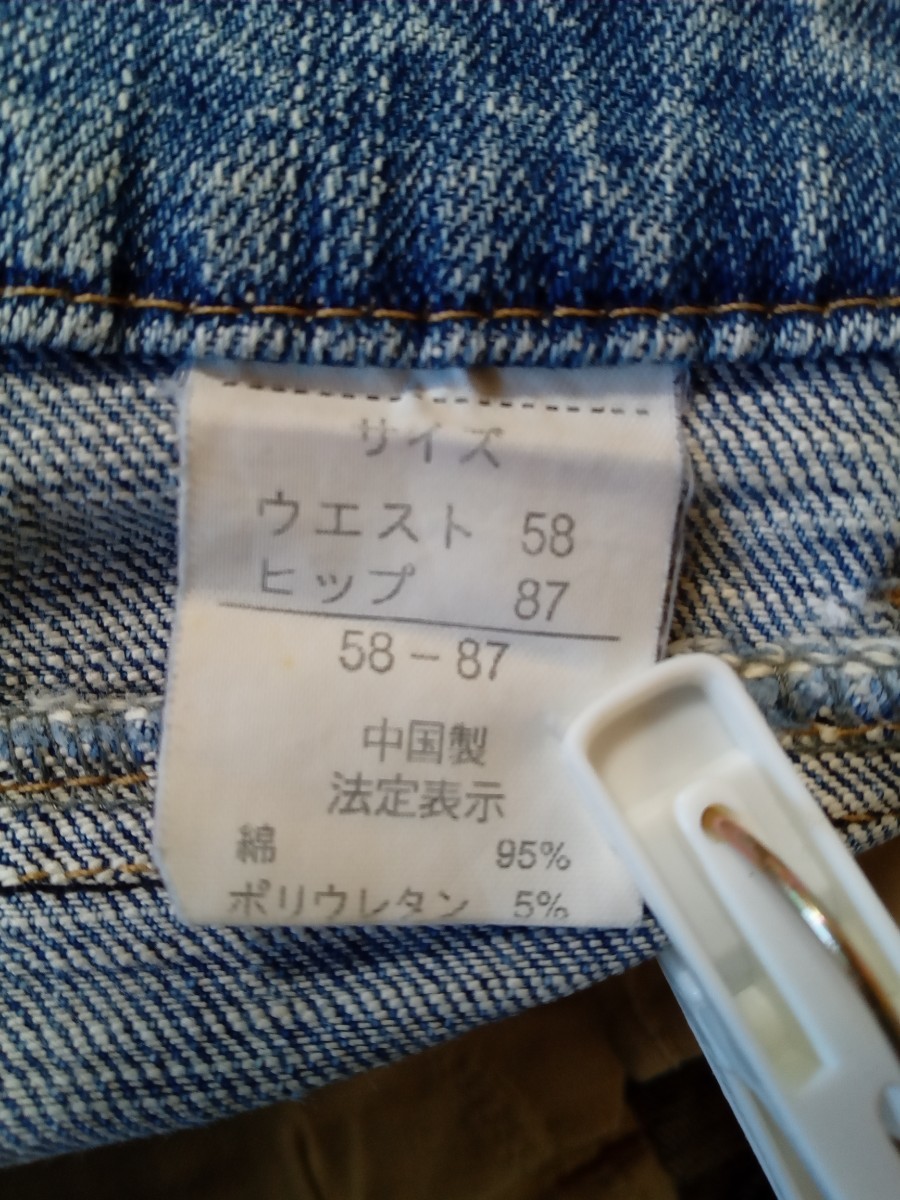 サイズ
ウエスト 58
ヒップ 87
58-87
中国製
法定表示
綿 95%
ポリウレタン 5%